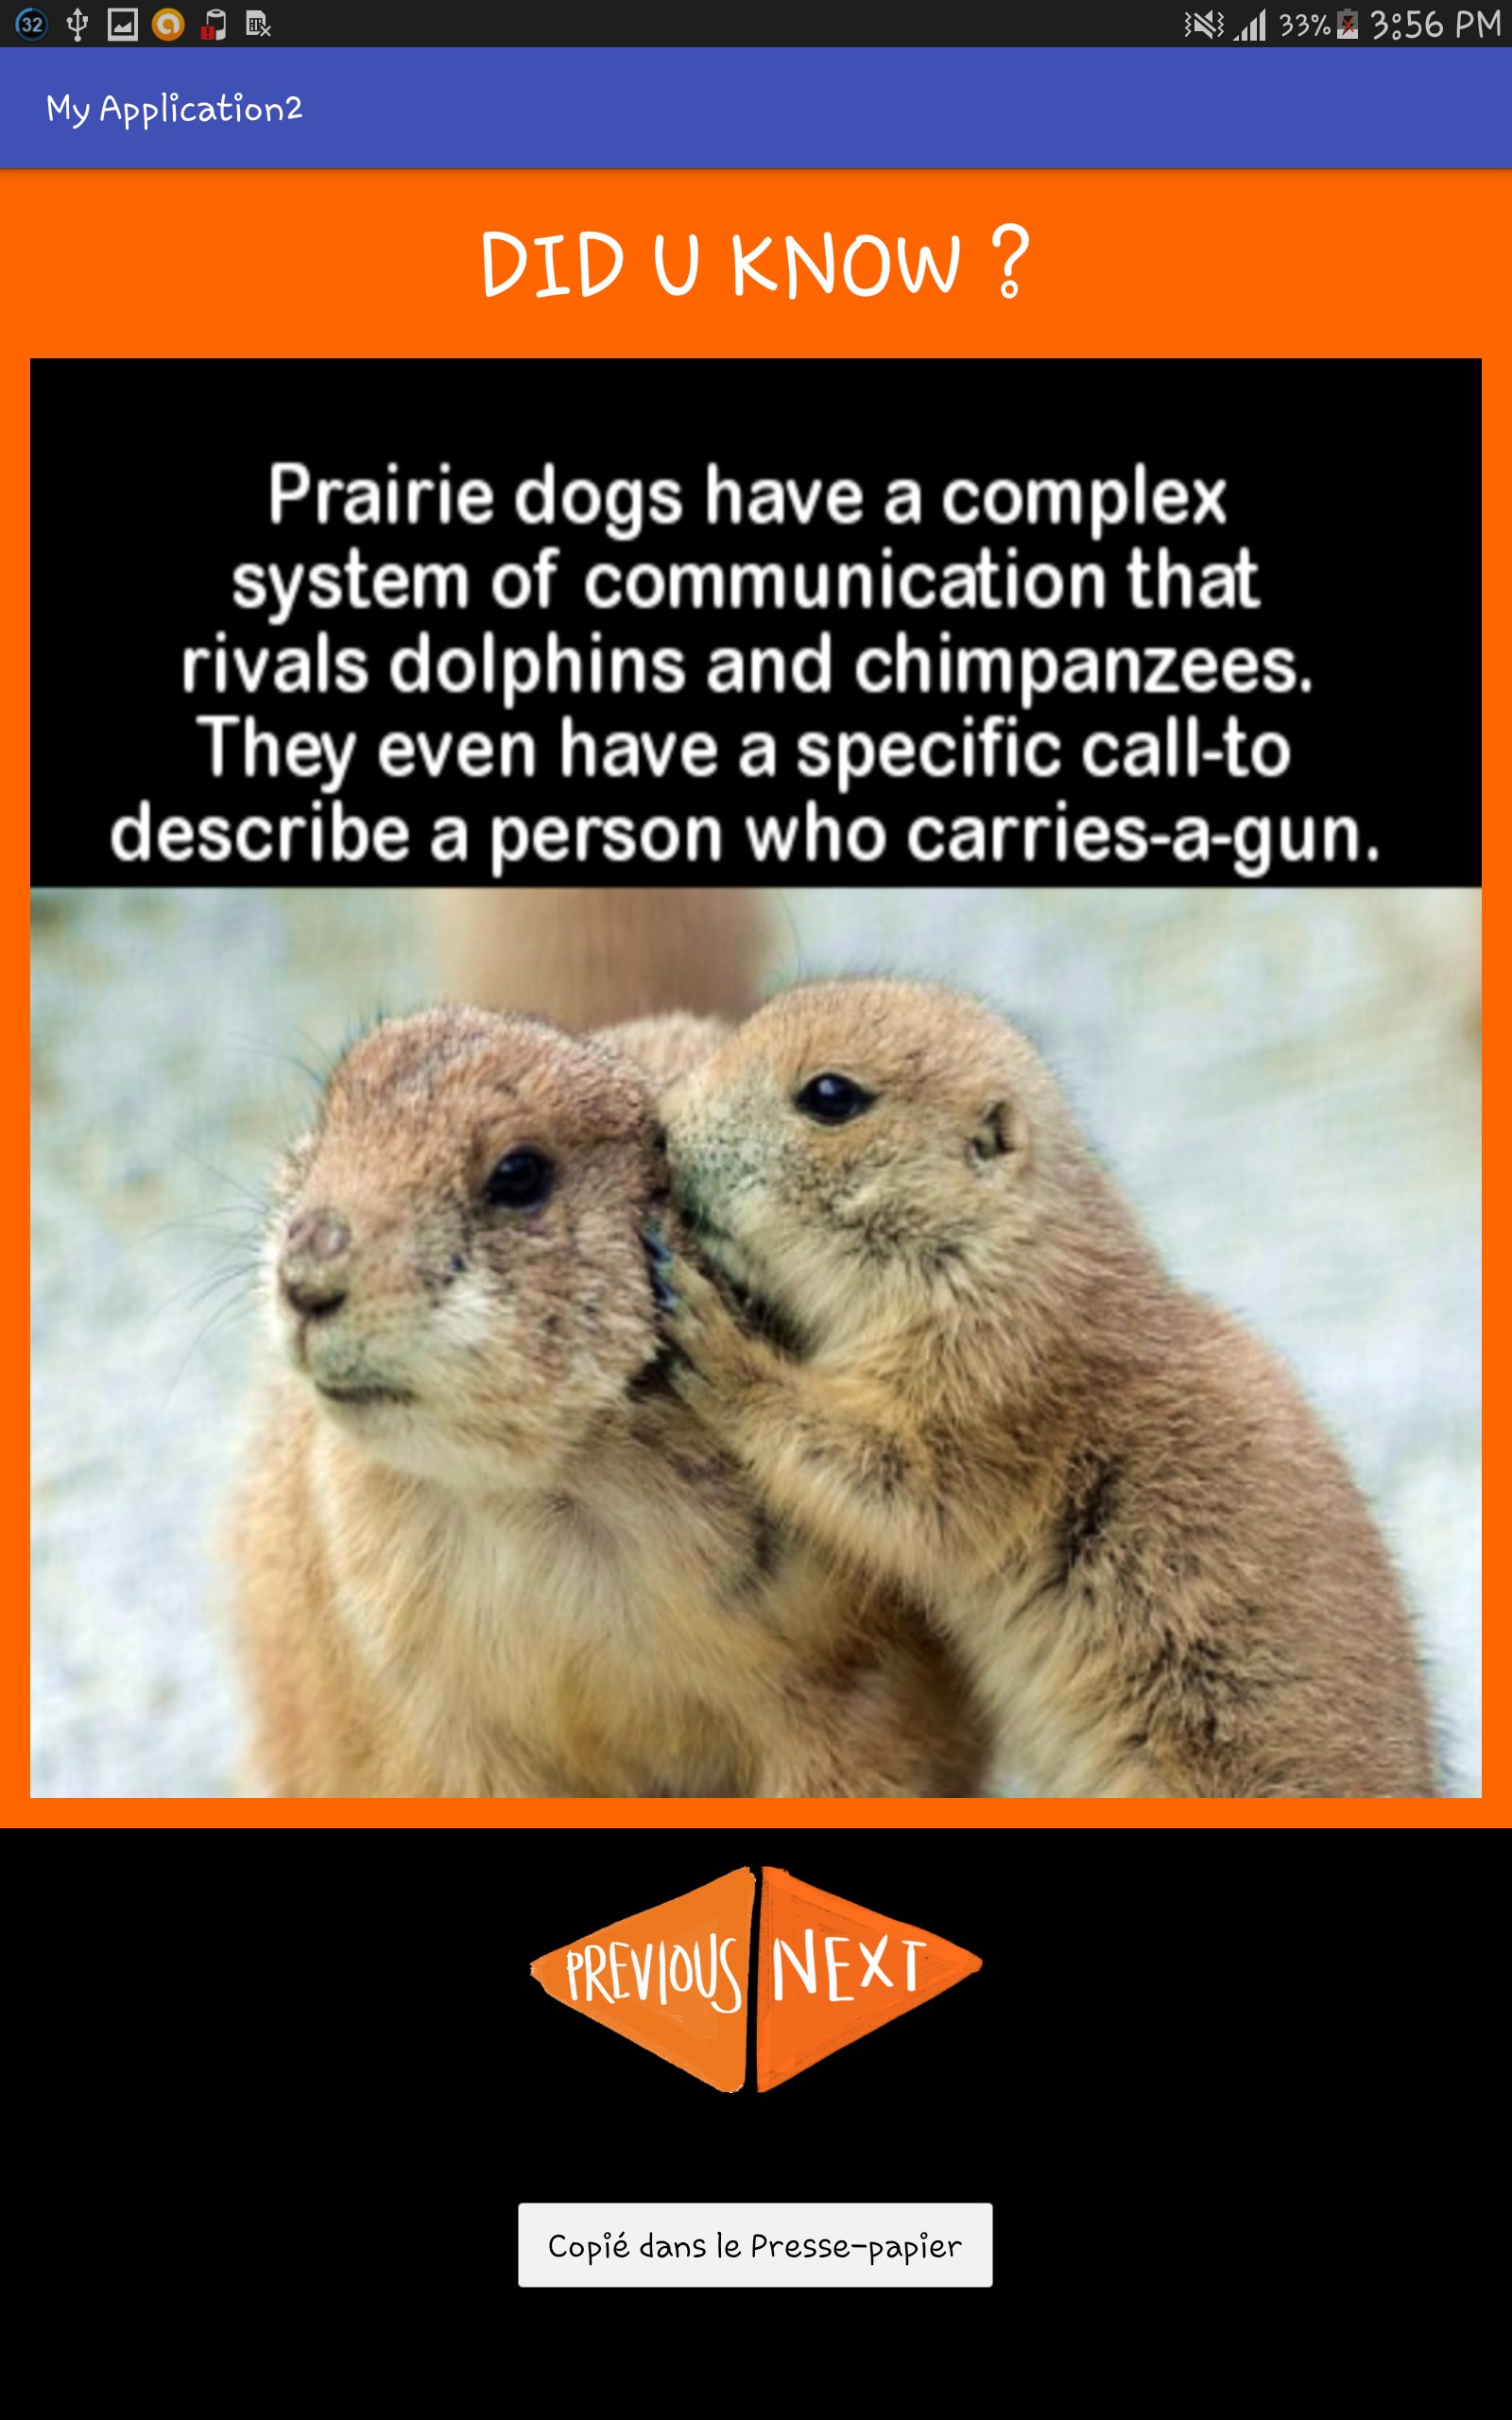 32
33% 3:56 PM
My Application2
DID U KNOW ?
Prairie dogs have a complex
system of communication that
rivals dolphins and chimpanzees.
They even have a specific call-to
describe a person who carries-a-gun.
PREVIOUS NEXT
Copié dans le Presse-papier